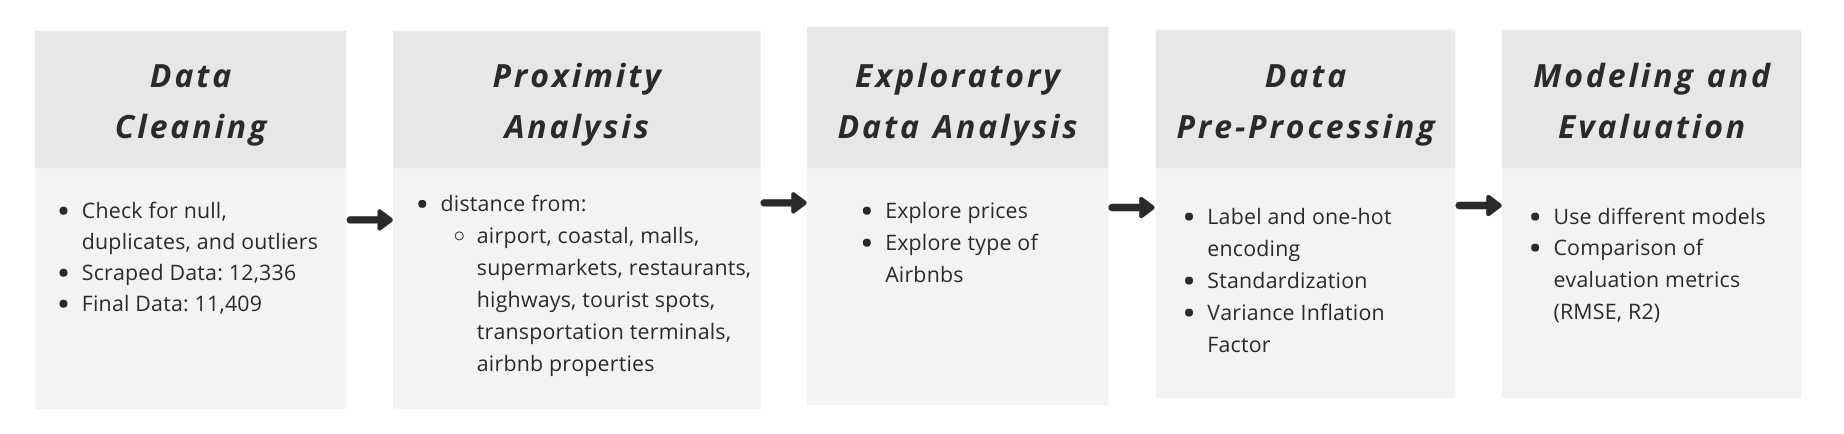 Data
Cleaning
• Check for null,
duplicates, and outliers
• Scraped Data: 12,336
• Final Data: 11,409
Proximity
Analysis
• distance from:
○ airport, coastal, malls,
supermarkets, restaurants,
highways, tourist spots,
transportation terminals,
airbnb properties
Exploratory
Data Analysis
• Explore prices
• Explore type of
Airbnbs
Data
Pre-Processing
• Label and one-hot
encoding
• Standardization
• Variance Inflation
Factor
Modeling and
Evaluation
• Use different models
• Comparison of
evaluation metrics
(RMSE, R2)